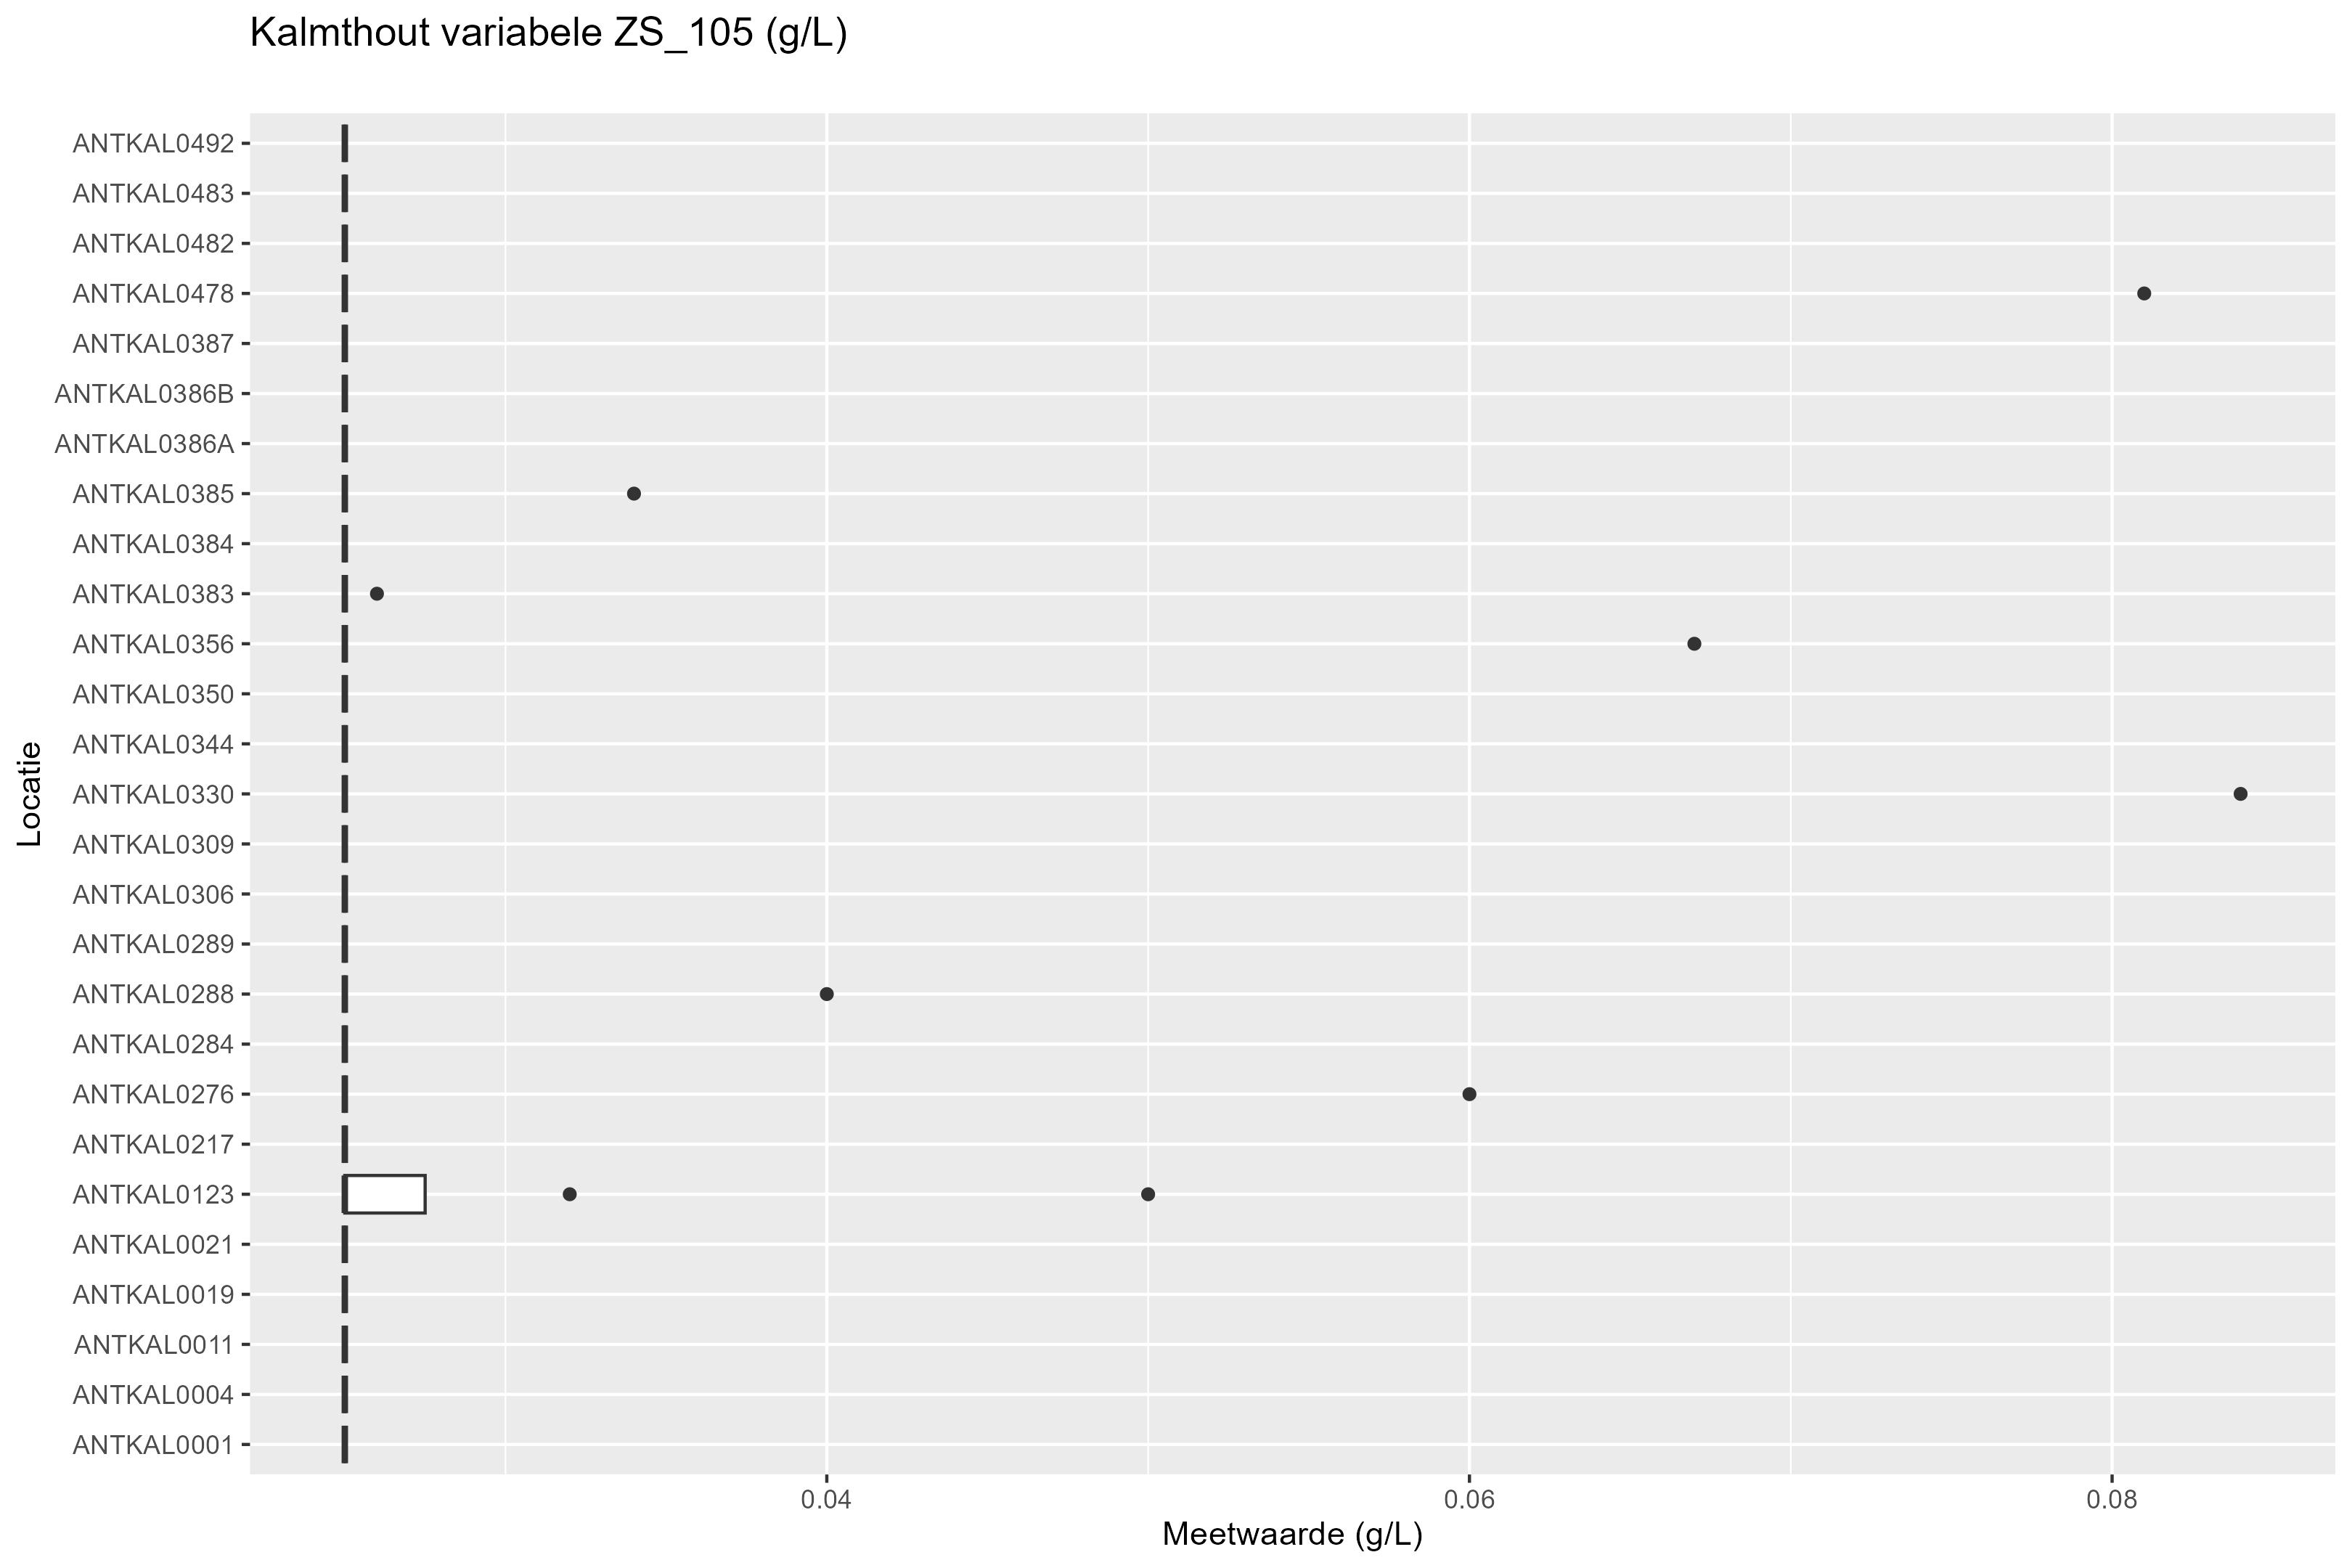 Kalmthout variabele ZS_105 (g/L)
ANTKAL0492
ANTKAL0483
ANTKAL0482
ANTKAL0478
ANTKAL0387
ANTKAL0386B
ANTKAL0386A
ANTKAL0385
ANTKAL0384
ANTKAL0383
ANTKAL0356
ANTKAL0350
ANTKAL0344
ANTKAL0330
ANTKAL0309
ANTKAL0306
ANTKAL0289
ANTKAL0288
ANTKAL0284
ANTKAL0276
ANTKAL0217
ANTKAL0123
ANTKAL0021
ANTKAL0019
ANTKAL0011
ANTKAL0004
ANTKAL0001
Locatie
0.04
0.06
0.08
Meetwaarde (g/L)